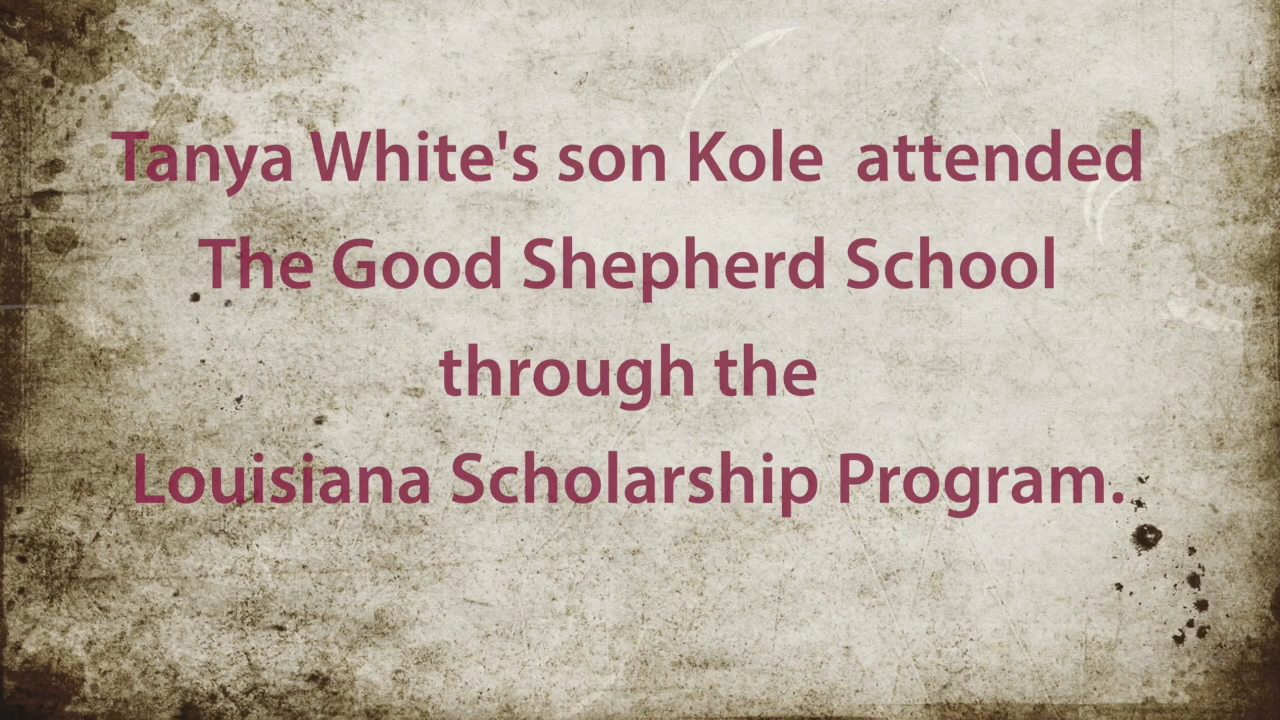 Tanya White's son Kole  attended
The Good Shepherd School
through the
Louisiana Scholarship Program.